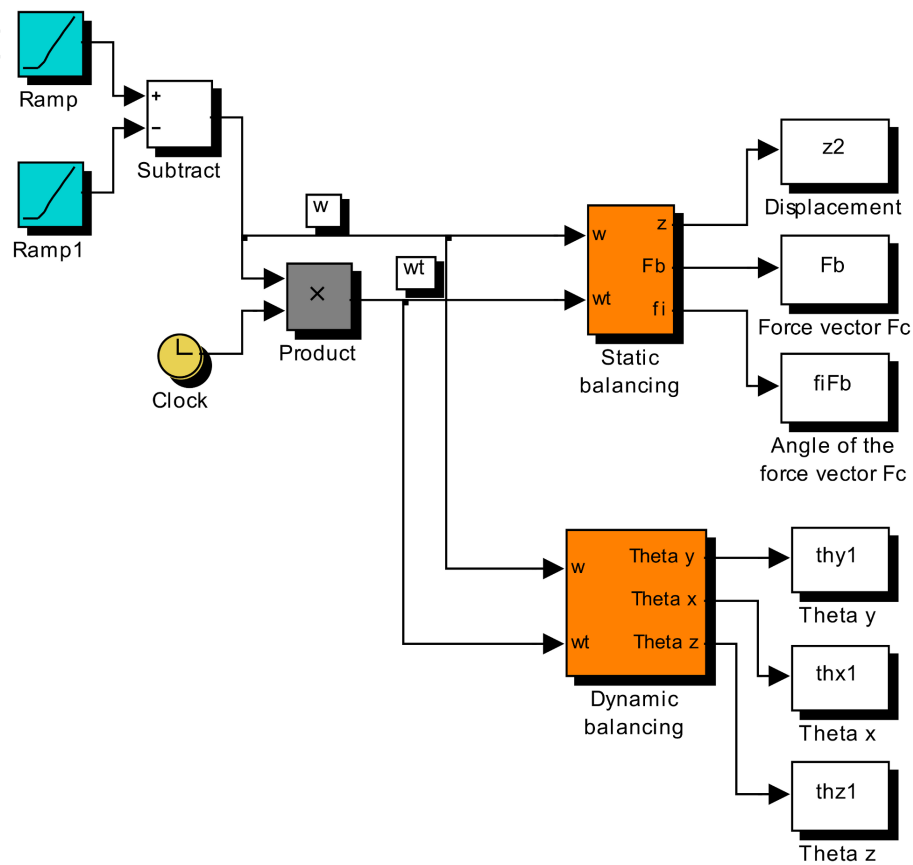 Ramp
+
−
Subtract
Ramp1
w
wt
×
Product
Clock
w
wt
z
Fb
fi
Static
balancing
z2
Displacement
Fb
Force vector Fc
fiFb
Angle of the
force vector Fc
w
wt
Theta y
Theta x
Theta z
Dynamic
balancing
thy1
Theta y
thx1
Theta x
thz1
Theta z